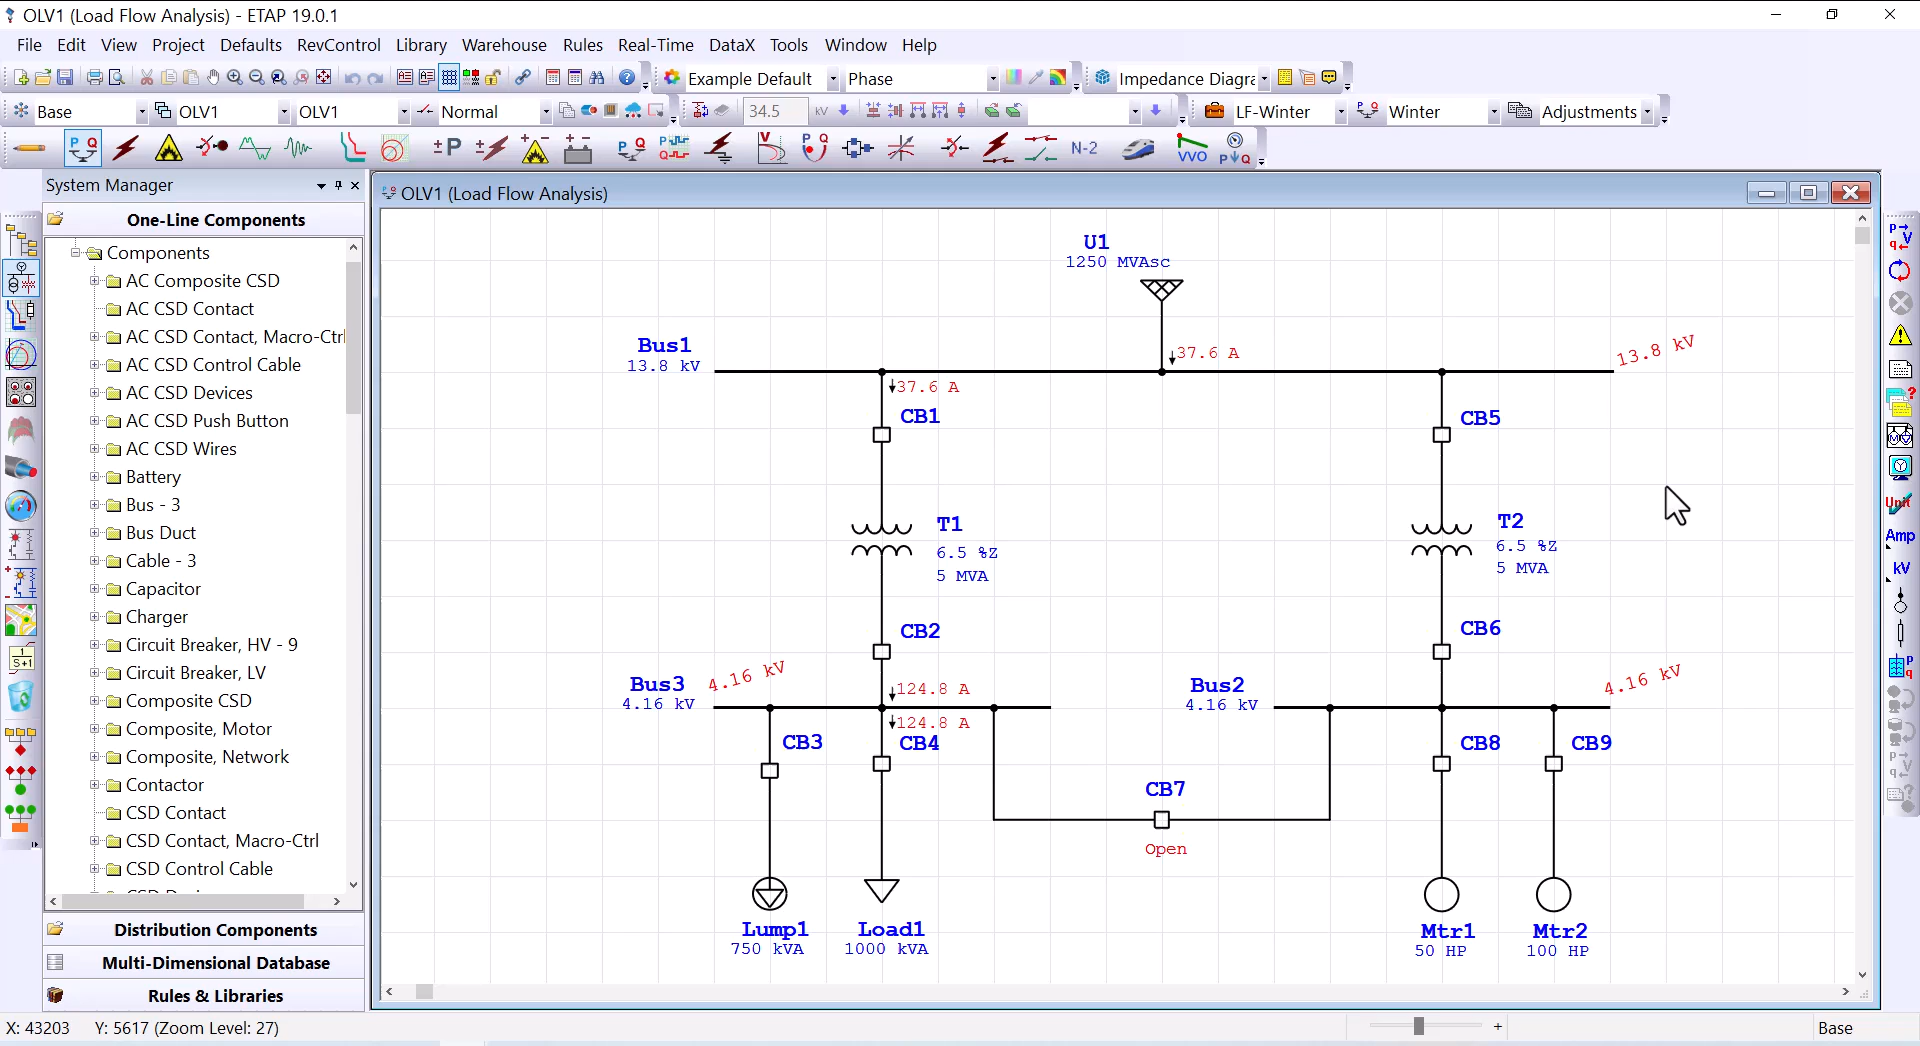 OLV1 (Load Flow Analysis) - ETAP 19.0.1
File Edit View Project Defaults RevControl Library Warehouse Rules Real-Time DataX Tools Window Help
Example Default Phase Impedance Diagra
Base OLV1 OLV1 Normal 34.5 kV LF-Winter Winter Adjustments
N-2 VVO
System Manager
One-Line Components
Components
AC Composite CSD
AC CSD Contact
AC CSD Contact, Macro-Ctrl
AC CSD Control Cable
AC CSD Devices
AC CSD Push Button
AC CSD Wires
Battery
Bus - 3
Bus Duct
Cable - 3
Capacitor
Charger
Circuit Breaker, HV - 9
Circuit Breaker, LV
Composite CSD
Composite, Motor
Composite, Network
Contactor
CSD Contact
CSD Contact, Macro-Ctrl
CSD Control Cable
Distribution Components
Multi-Dimensional Database
Rules & Libraries
OLV1 (Load Flow Analysis)
U1
1250 MVAsc
Bus1
13.8 kV
37.6 A
13.8 kV
37.6 A
CB1
CB5
T1
6.5 %Z
5 MVA
T2
6.5 %Z
5 MVA
CB2
CB6
Bus3
4.16 kV
4.16 kV
124.8 A
124.8 A
Bus2
4.16 kV
4.16 kV
CB3
CB4
CB8
CB9
CB7
Open
Lump1
750 kVA
Load1
1000 kVA
Mtr1
50 HP
Mtr2
100 HP
Unit
Amp
kV
X: 43203 Y: 5617 (Zoom Level: 27)
Base